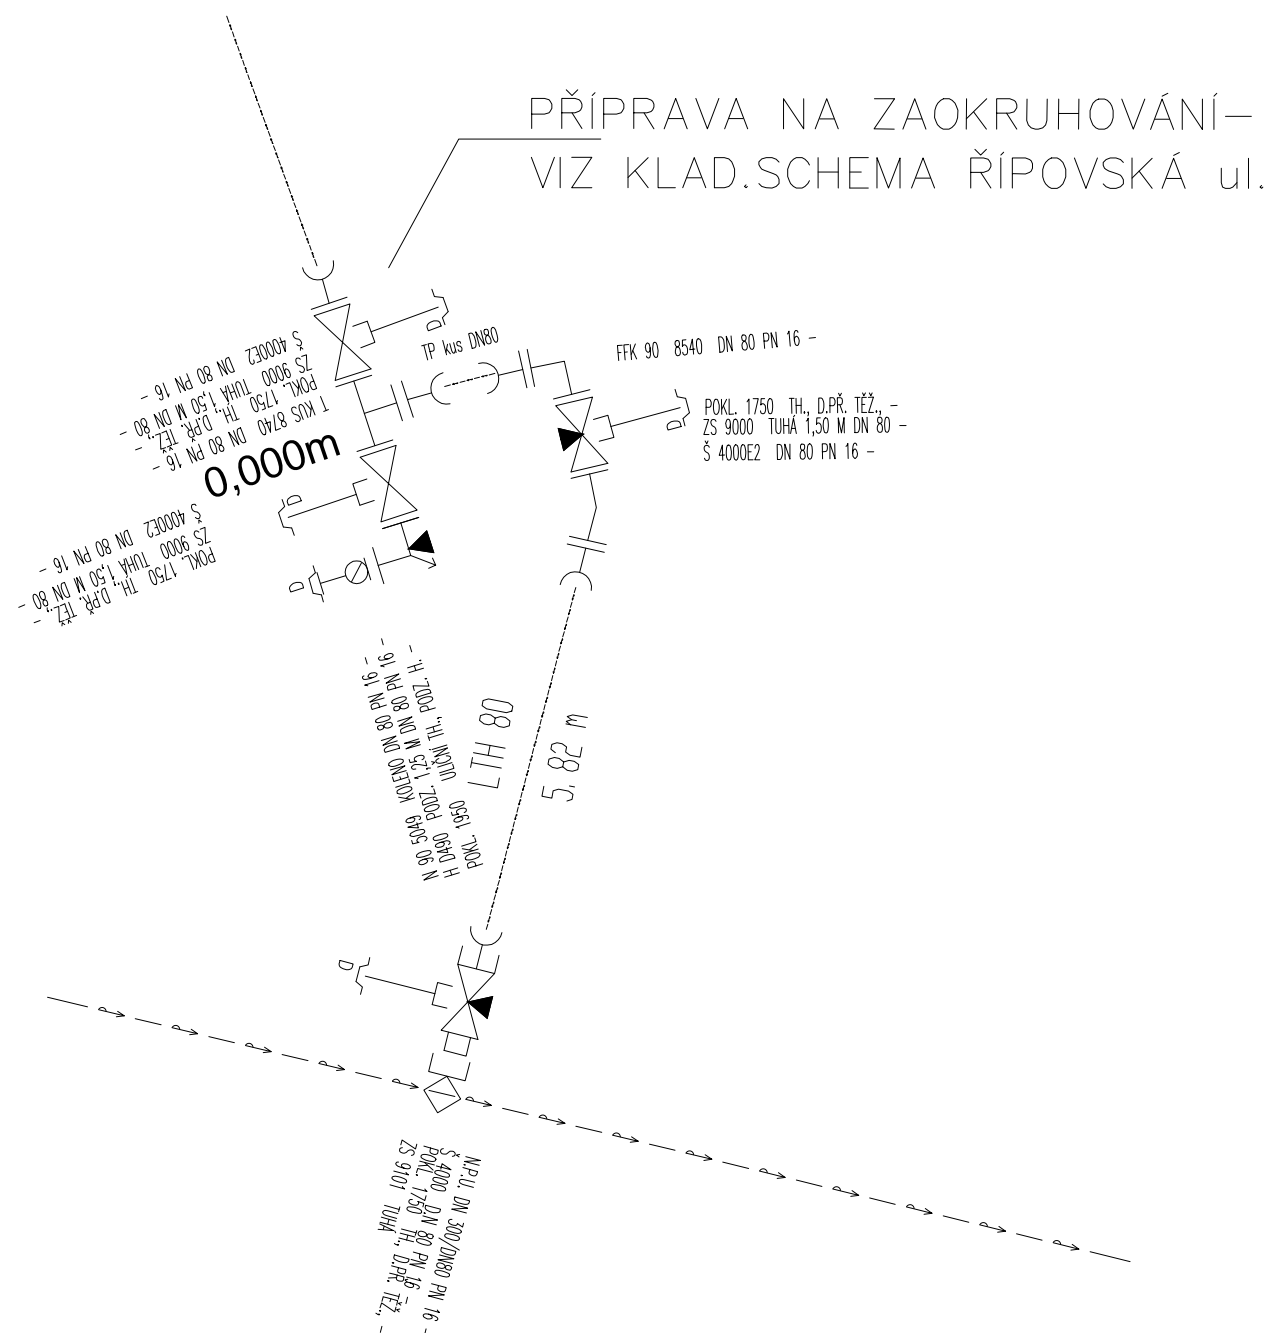 PŘÍPRAVA NA ZAOKRUHOVÁNÍ-
VIZ KLAD.SCHEMA ŘÍPOVSKÁ ul.
Š 4000E2 DN 80 PN 16 -
ZS 9000 TUHÁ 1,50 M DN 80 -
POKL. 1750 TH., D.PŘ. TĚŽ., -
T KUS 8740 DN 80 PN 16 -
0,000m
D
TP kus DN80
FFK 90 8540 DN 80 PN 16 -
D
POKL. 1750 TH., D.PŘ. TĚŽ., -
ZS 9000 TUHÁ 1,50 M DN 80 -
Š 4000E2 DN 80 PN 16 -
D
Š 4000E2 DN 80 PN 16 -
ZS 9000 TUHÁ 1,50 M DN 80 -
POKL. 1750 TH., D.PŘ. TĚŽ., -
D
N 90 5049 KOLENO DN 80 PN 16 -
H D490 PODZ. 1,25 M DN 80 PN 16 -
POKL. 1950 ULIČNÍ TH., PODZ. H. -
LTH 80
5,82 m
D
N.P.U. DN 300/DN80 PN 16 -
Š 4000 D.N 80 PN 16 -
POKL. 1750 TH., D.PŘ. TĚŽ., -
ZS 9101 TUHÁ